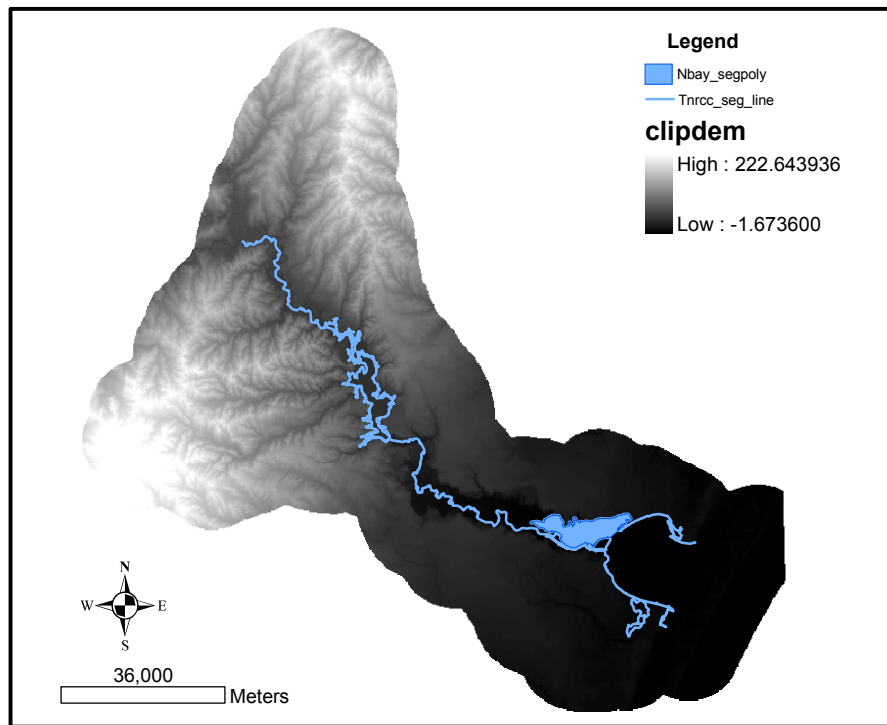 Legend
Nbay_segpoly
Tnrcc_seg_line
clipdem
High : 222.643936
Low : -1.673600
N
W E
S
36,000
Meters